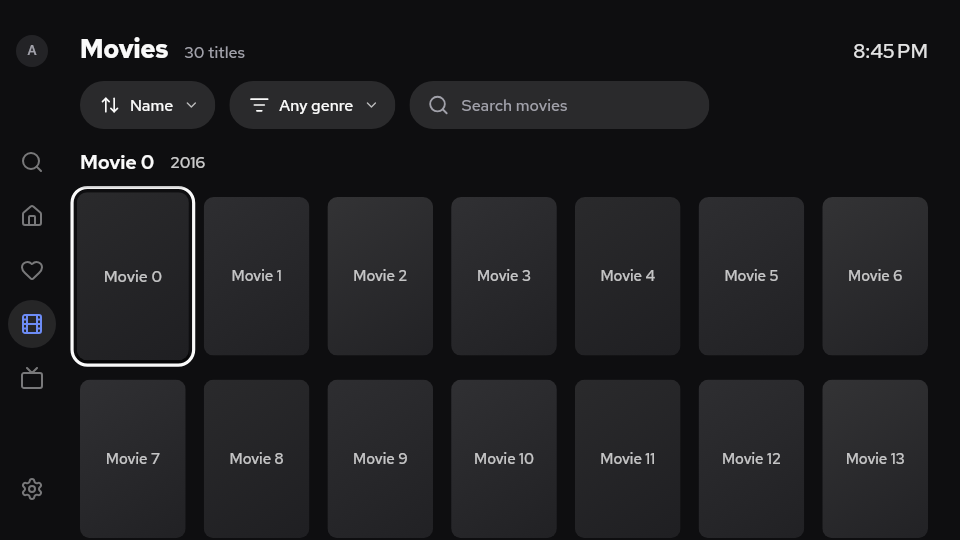 A
Movies 30 titles
8:45 PM
Name
Any genre
Search movies
Movie 0 2016
Movie 0
Movie 1
Movie 2
Movie 3
Movie 4
Movie 5
Movie 6
Movie 7
Movie 8
Movie 9
Movie 10
Movie 11
Movie 12
Movie 13